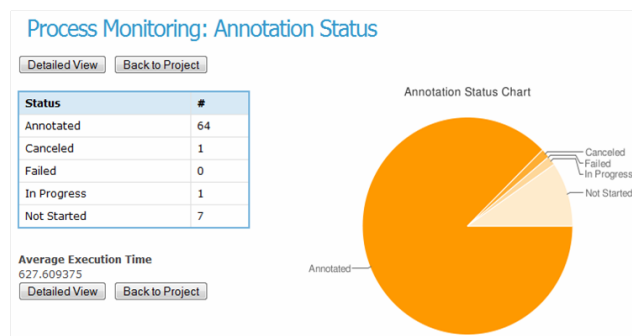 Process Monitoring: Annotation Status
Detailed View Back to Project
Status #
Annotated 64
Canceled 1
Failed 0
In Progress 1
Not Started 7
Average Execution Time
627.609375
Detailed View Back to Project
Annotation Status Chart
Canceled
Failed
In Progress
Not Started
Annotated